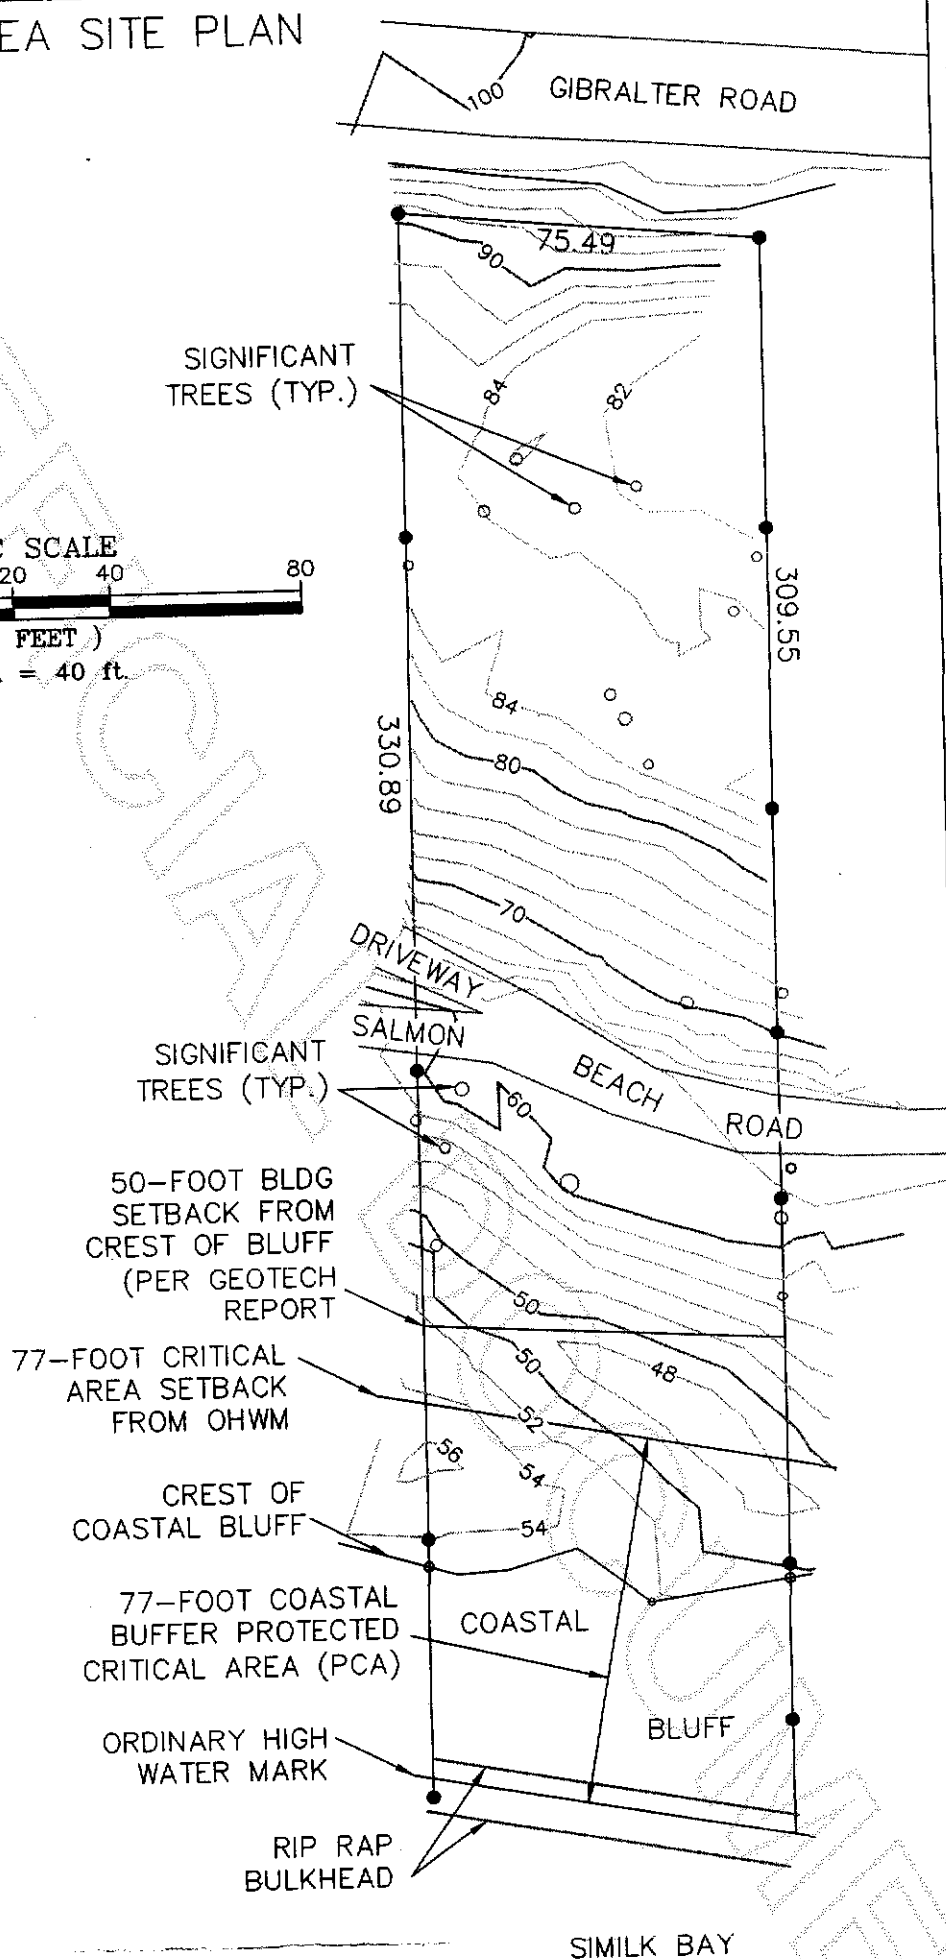 EA SITE PLAN
GIBRALTER ROAD
100
75.49
90
SIGNIFICANT
TREES (TYP.)
84
82
C SCALE
20 40 80
FEET )
= 40 ft.
309.55
330.89
84
80
70
DRIVEWAY
SALMON
BEACH
ROAD
SIGNIFICANT
TREES (TYP.)
60
50-FOOT BLDG
SETBACK FROM
CREST OF BLUFF
(PER GEOTECH
REPORT
50
50
48
77-FOOT CRITICAL
AREA SETBACK
FROM OHWM
52
56
54
54
CREST OF
COASTAL BLUFF
77-FOOT COASTAL
BUFFER PROTECTED
CRITICAL AREA (PCA)
COASTAL
BLUFF
ORDINARY HIGH
WATER MARK
RIP RAP
BULKHEAD
SIMILK BAY